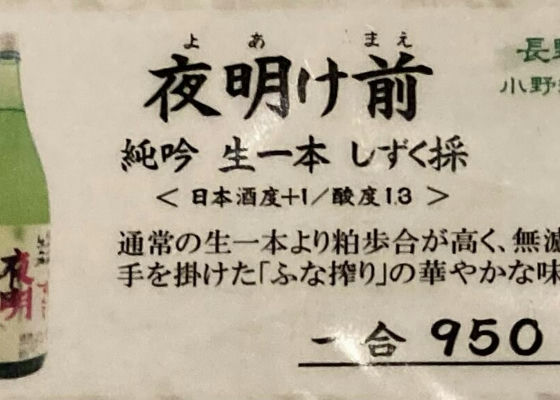 よ あ まえ
夜明け前
長野
小野
純吟 生一本 しずく採
＜ 日本酒度+1／酸度1.3 ＞
通常の生一本より粕歩合が高く、無濾
手を掛けた「ふな搾り」の華やかな味
一合 950
夜明